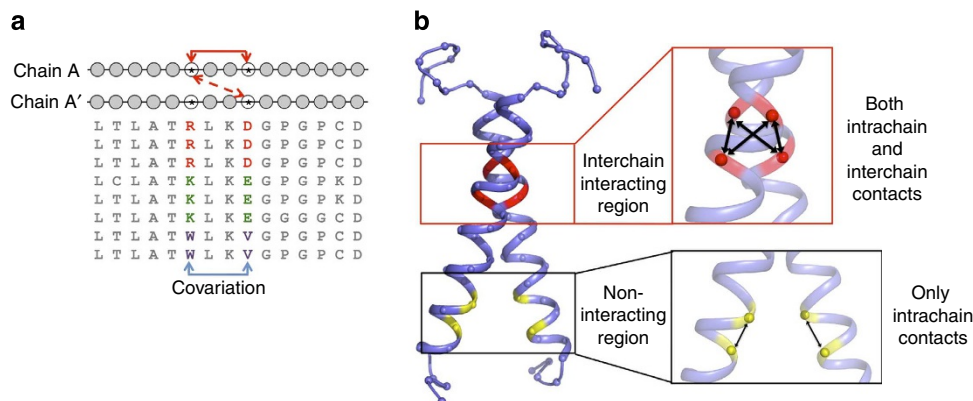 a
Chain A
Chain A′
L T L A T R L K D G P G P C D
L T L A T R L K D G P G P C D
L T L A T R L K D G P G P C D
L C L A T K L K E G P G P K D
L T L A T K L K E G P G P K D
L T L A T K L K E G G G G C D
L T L A T W L K V G P G P C D
L T L A T W L K V G P G P C D
Covariation
b
Interchain
interacting
region
Both
intrachain
and
interchain
contacts
Non-
interacting
region
Only
intrachain
contacts